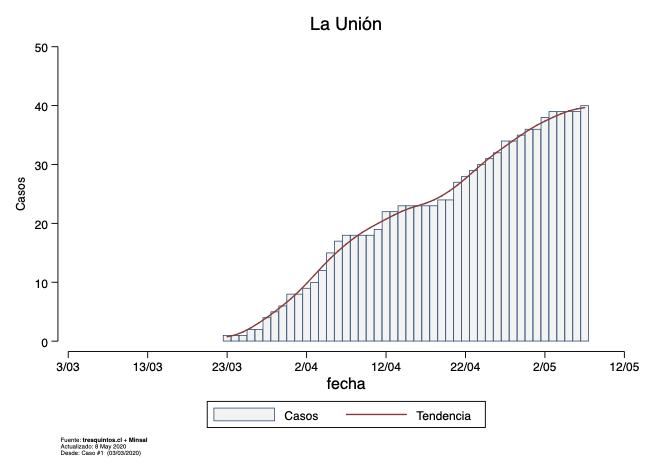 La Unión
50
40
30
20
10
0
Casos
3/03 13/03 23/03 2/04 12/04 22/04 2/05 12/05
fecha
Casos Tendencia
Fuente: tresquintos.cl + Minsal
Actualizado: 8 May 2020
Desde: Caso #1 (03/03/2020)